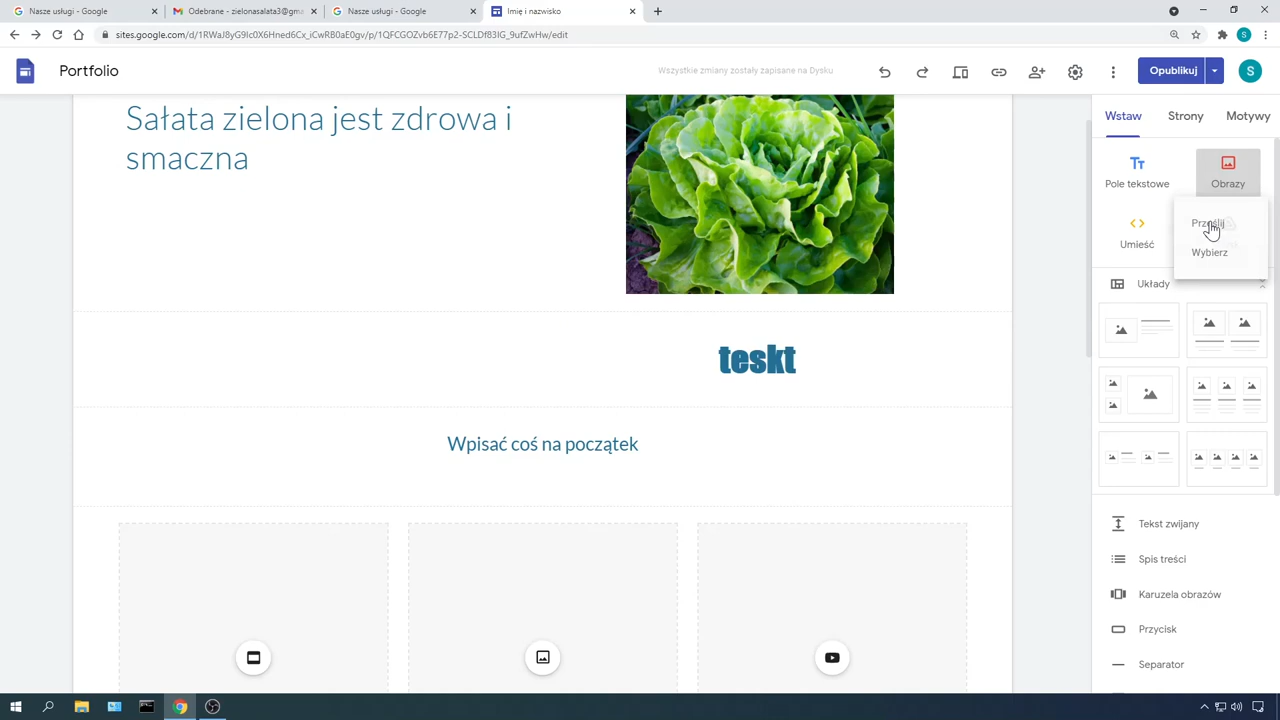 Nasze usługi - Google
Odebrane - zielonasalata3@gma
Nasze usługi - Google
Imię i nazwisko
sites.google.com/d/1RWaJ8yG9lc0X6Hned6Cx_iCwRB0aE0gv/p/1QFCGOZvb6E77p2-SCLDf83lG_9ufZwHw/edit
S
Portfolio
Wszystkie zmiany zostały zapisane na Dysku
Opublikuj
S
Wstaw
Strony
Motywy
Sałata zielona jest zdrowa i
smaczna
Pole tekstowe
Obrazy
Umieść
Prześlij
Wybierz
Układy
teskt
Wpisać coś na początek
Tekst zwijany
Spis treści
Karuzela obrazów
Przycisk
Separator